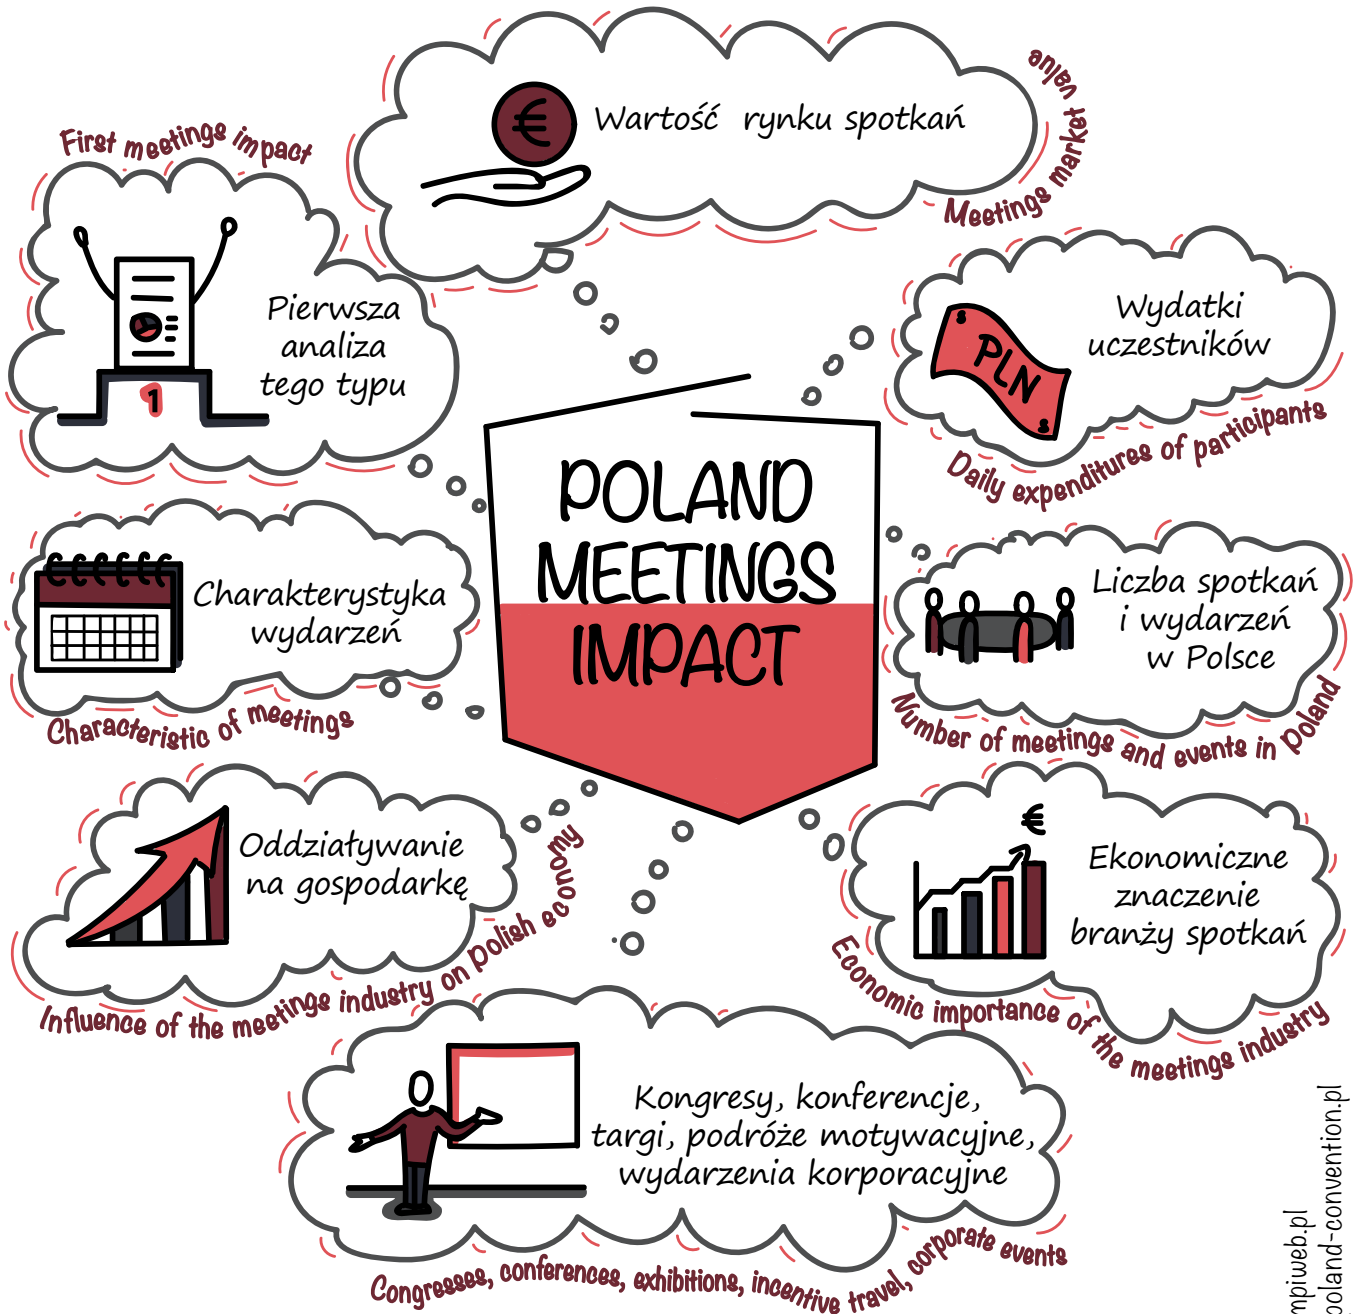 Wartość rynku spotkań
Meetings market value
First meetings impact
Pierwsza
analiza
tego typu
1
Wydatki
uczestników
PLN
Daily expenditures of participants
POLAND
MEETINGS
IMPACT
Charakterystyka
wydarzeń
Characteristic of meetings
Liczba spotkań
i wydarzeń
w Polsce
Number of meetings and events in Poland
Oddziaływanie
na gospodarkę
Influence of the meetings industry on Polish economy
€
Ekonomiczne
znaczenie
branży spotkań
Economic importance of the meetings industry
Kongresy, konferencje,
targi, podróże motywacyjne,
wydarzenia korporacyjne
Congresses, conferences, exhibitions, incentive travel, corporate events
mpiweb.pl
poland-convention.pl